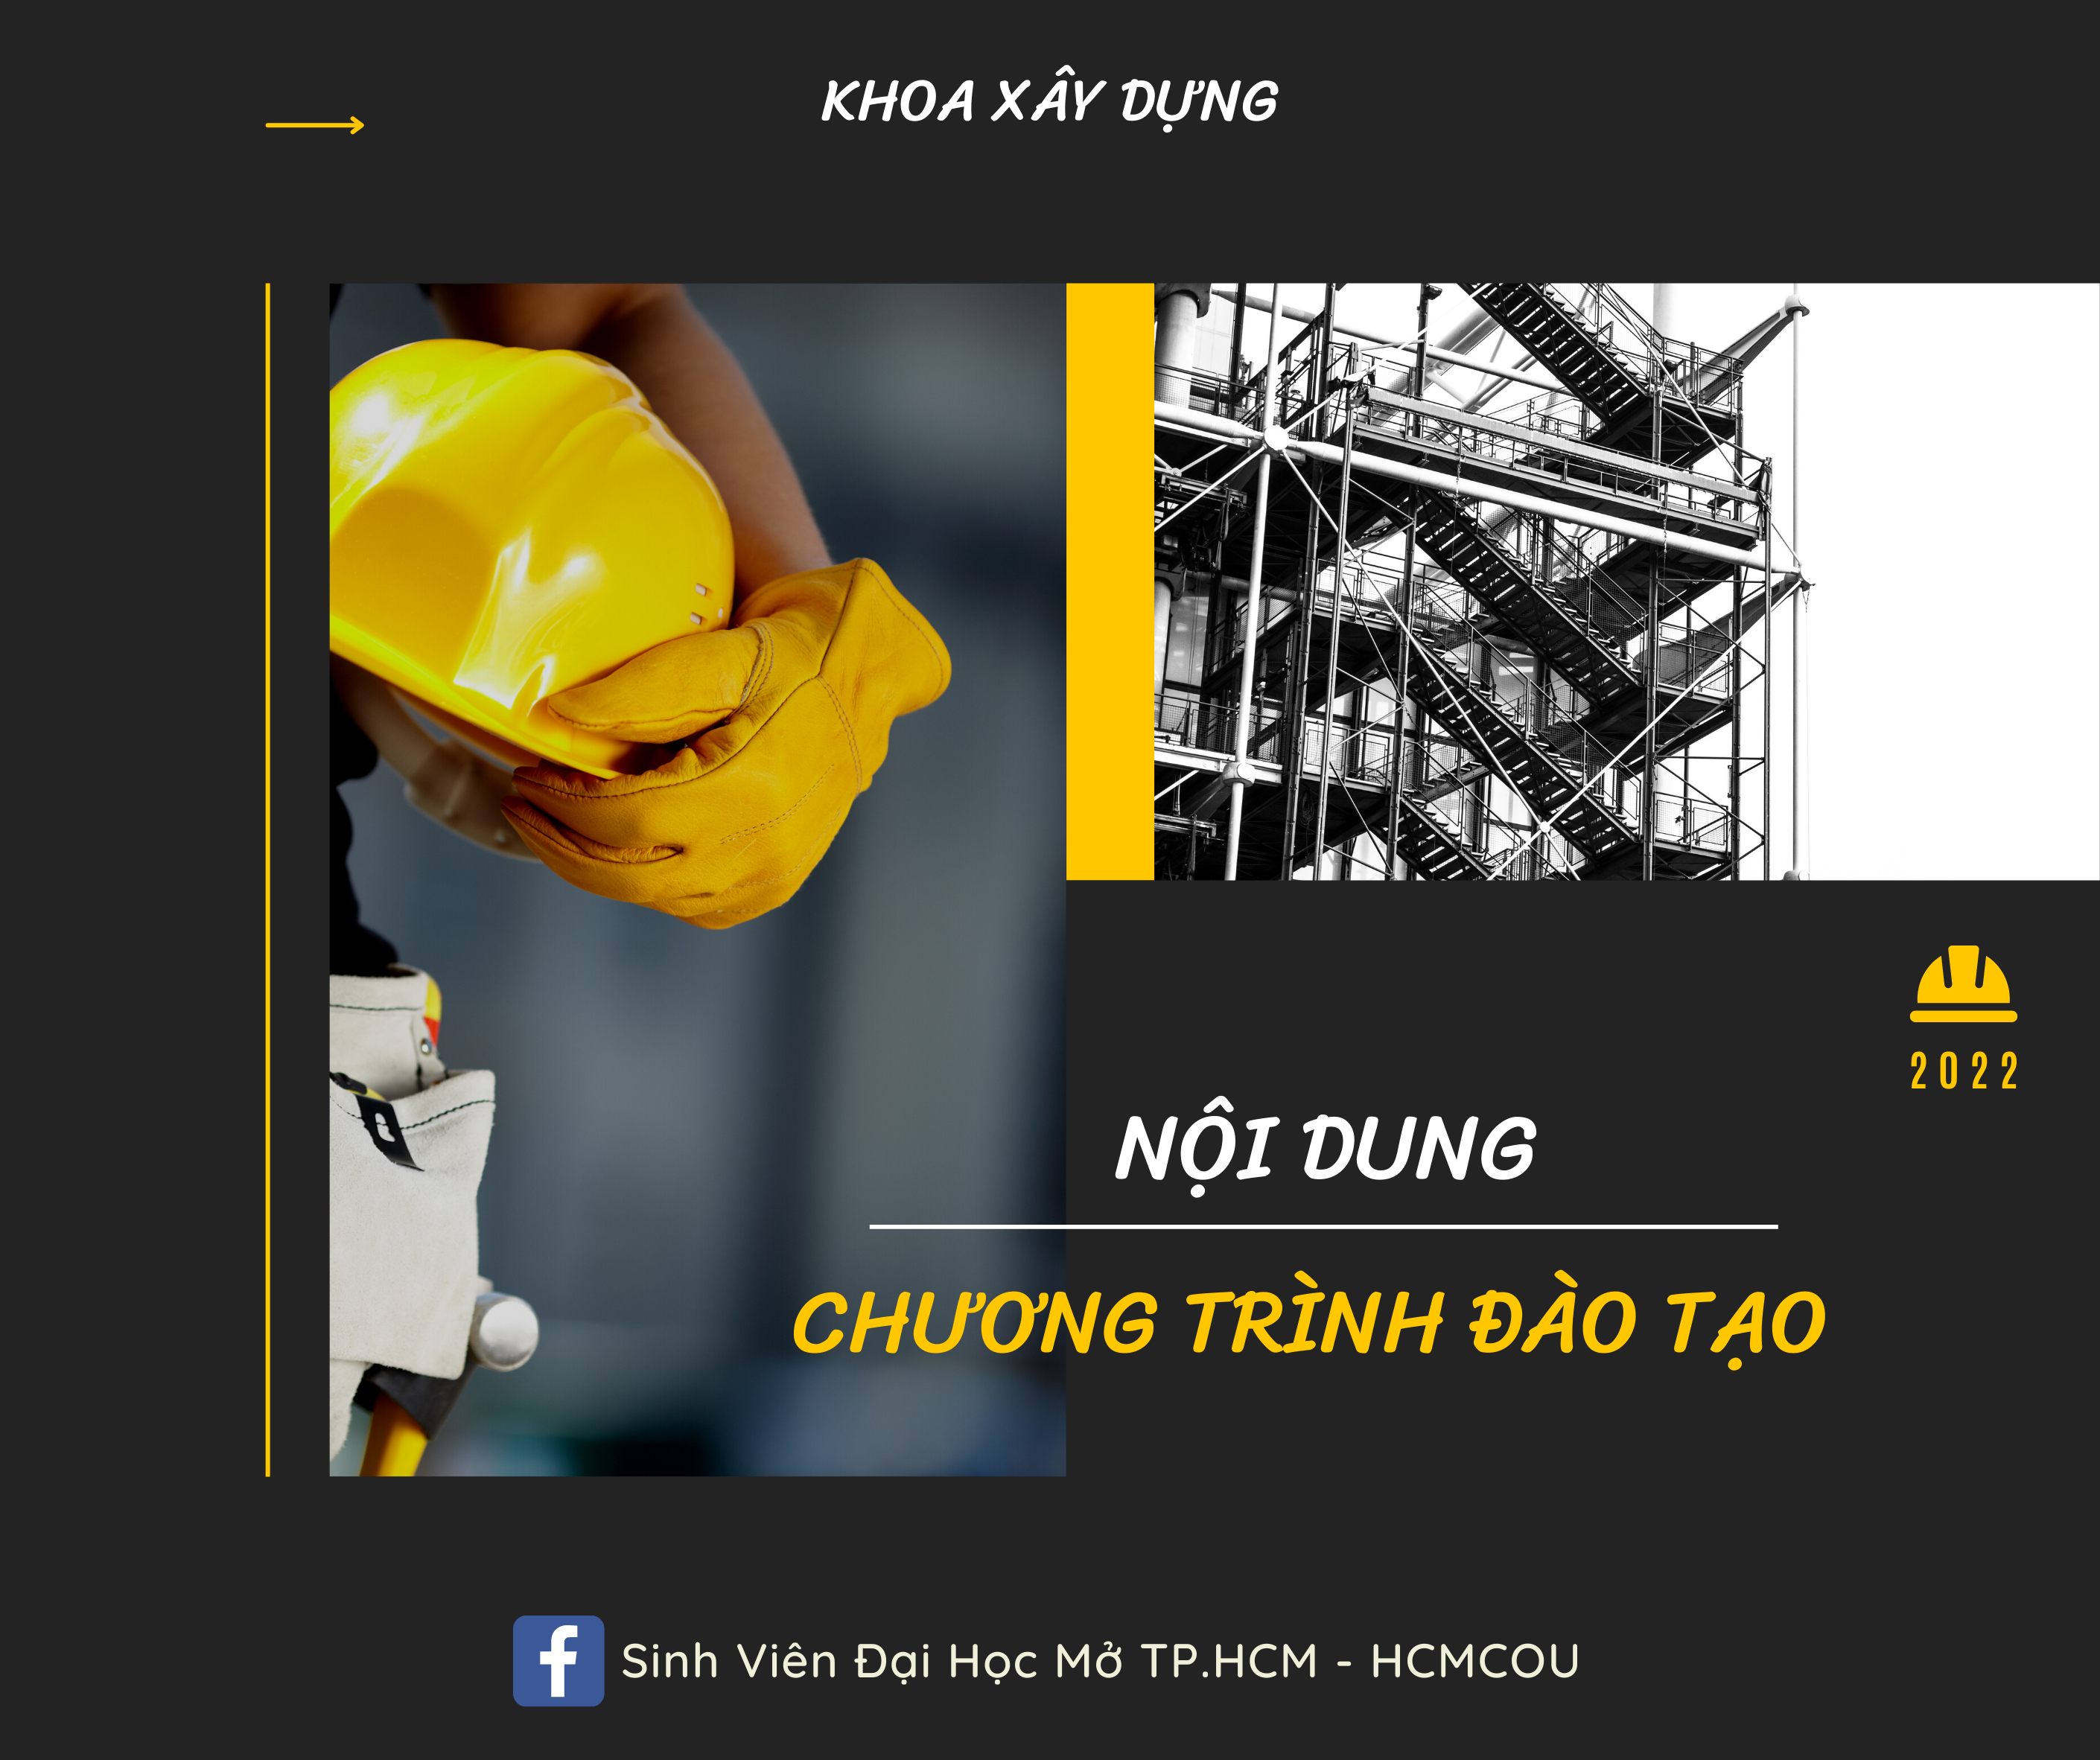 KHOA XÂY DỰNG
2022
NỘI DUNG
CHƯƠNG TRÌNH ĐÀO TẠO
Sinh Viên Đại Học Mở TP.HCM - HCMCOU